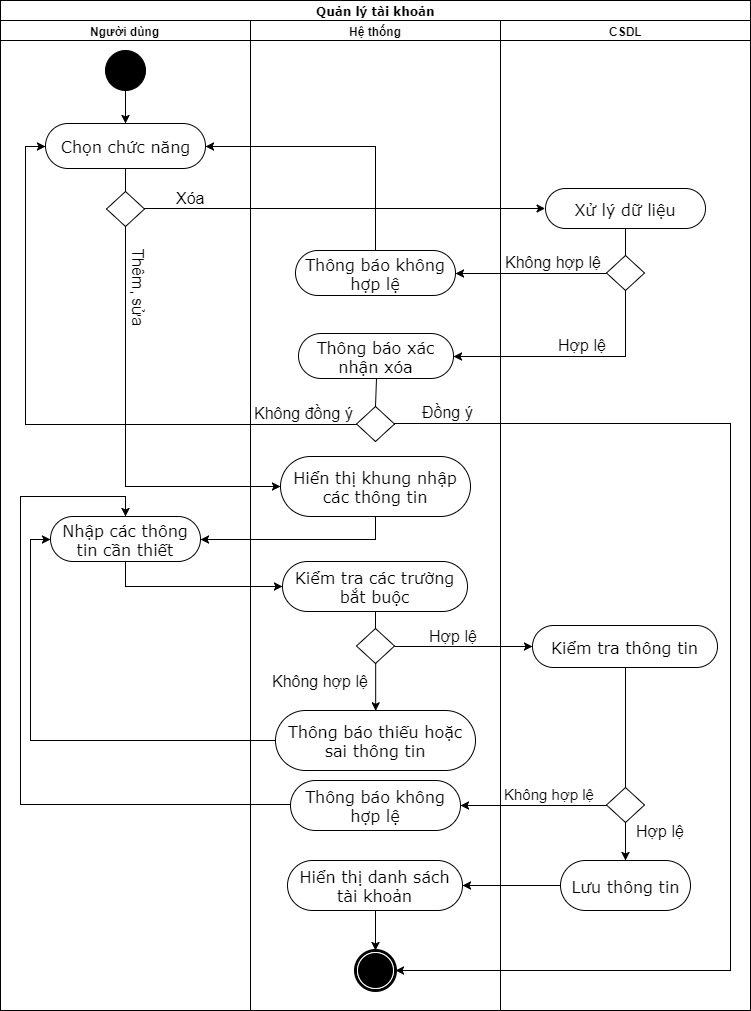 Quản lý tài khoản
Người dùng
Hệ thống
CSDL
Chọn chức năng
Xóa
Xử lý dữ liệu
Thêm, sửa
Thông báo không
hợp lệ
Không hợp lệ
Thông báo xác
nhận xóa
Hợp lệ
Không đồng ý
Đồng ý
Hiển thị khung nhập
các thông tin
Nhập các thông
tin cần thiết
Kiểm tra các trường
bắt buộc
Hợp lệ
Kiểm tra thông tin
Không hợp lệ
Thông báo thiếu hoặc
sai thông tin
Thông báo không
hợp lệ
Không hợp lệ
Hợp lệ
Hiển thị danh sách
tài khoản
Lưu thông tin